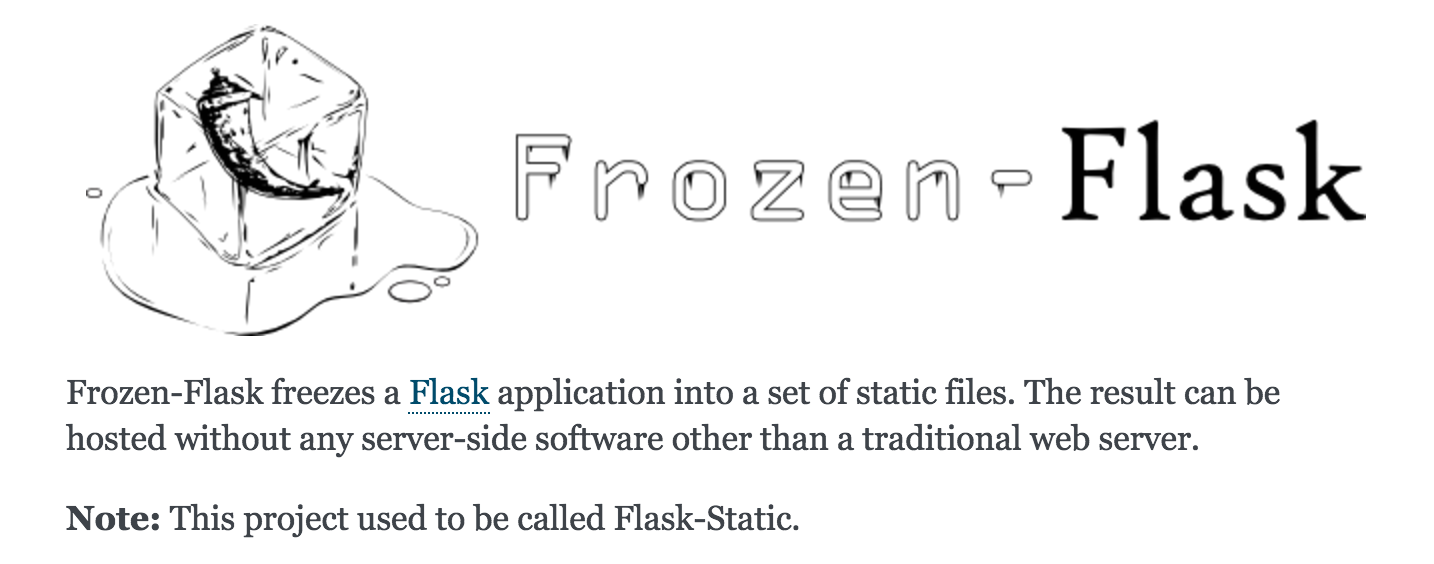 Frozen-Flask
Frozen-Flask freezes a Flask application into a set of static files. The result can be
hosted without any server-side software other than a traditional web server.
Note: This project used to be called Flask-Static.